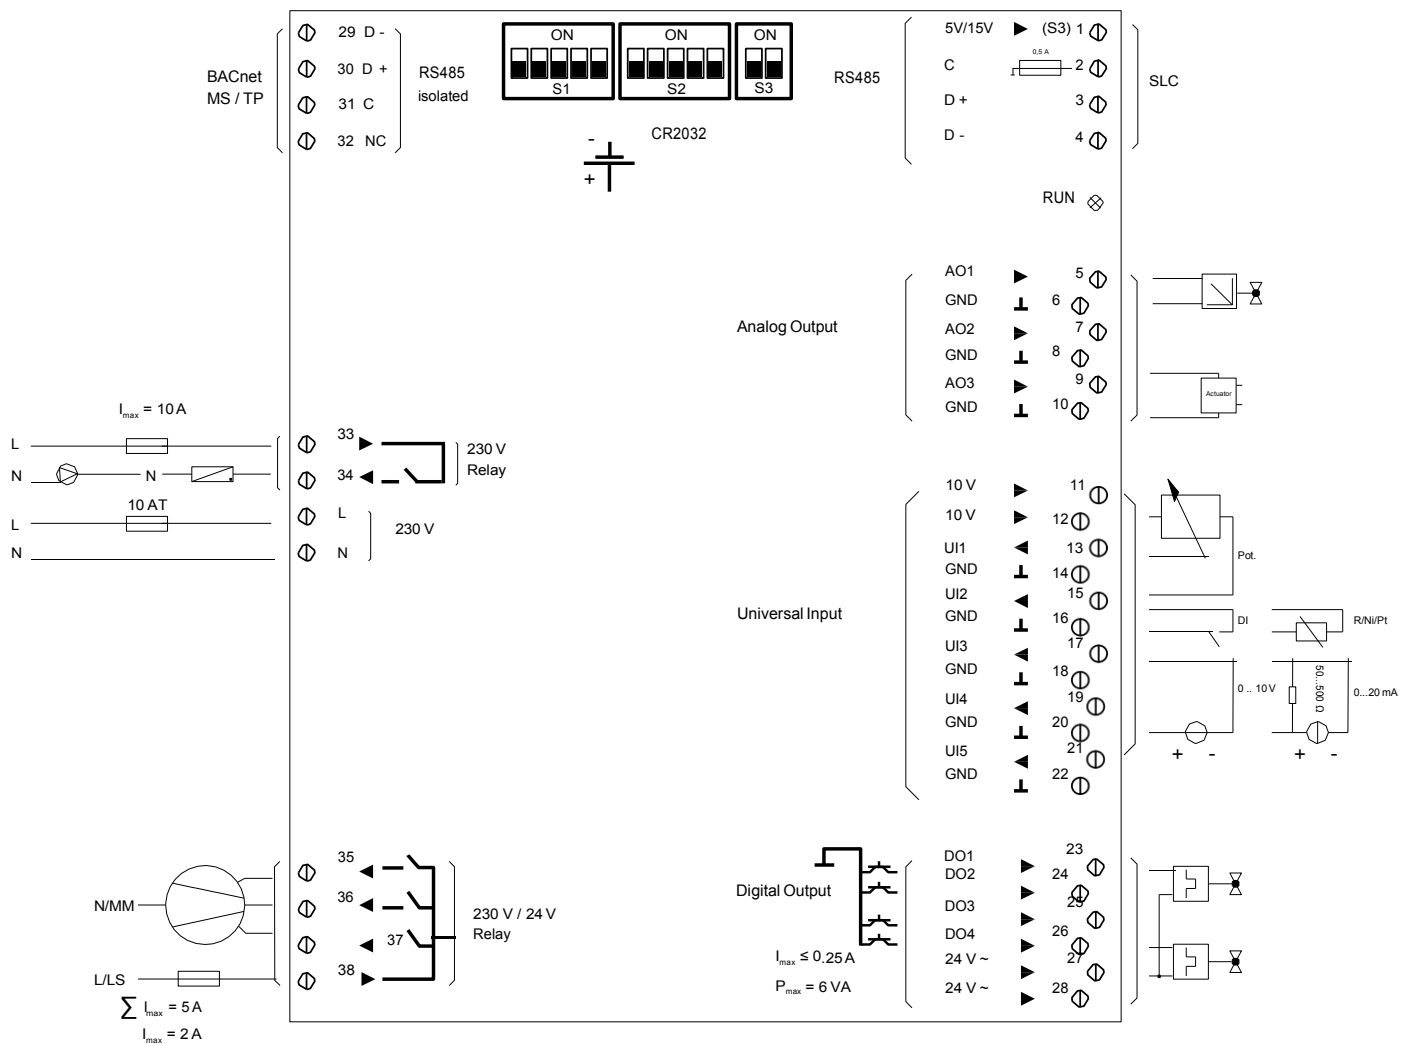 29 D -
30 D +
31 C
32 NC
BACnet
MS / TP
RS485
isolated
ON
S1
ON
S2
ON
S3
CR2032
-
+
RS485
5V/15V (S3) 1
0,5 A
C 2
D + 3
D - 4
SLC
RUN
Analog Output
AO1 5
GND 6
AO2 7
GND 8
AO3 9
GND 10
Actuator
Imax = 10 A
L
N N
10 AT
L
N
33
34
230 V
Relay
L
N
230 V
Universal Input
10 V 11
10 V 12
UI1 13
GND 14
UI2 15
GND 16
UI3 17
GND 18
UI4 19
GND 20
UI5 21
GND 22
Pot.
DI
R/Ni/Pt
0 .. 10 V
50...500 Ω
0...20 mA
+ -
+ -
N/MM
L/LS
∑ Imax = 5 A
Imax = 2 A
35
36
37
38
230 V / 24 V
Relay
Digital Output
Imax ≤ 0.25 A
Pmax = 6 VA
DO1 23
DO2 24
DO3 25
DO4 26
24 V ~ 27
24 V ~ 28